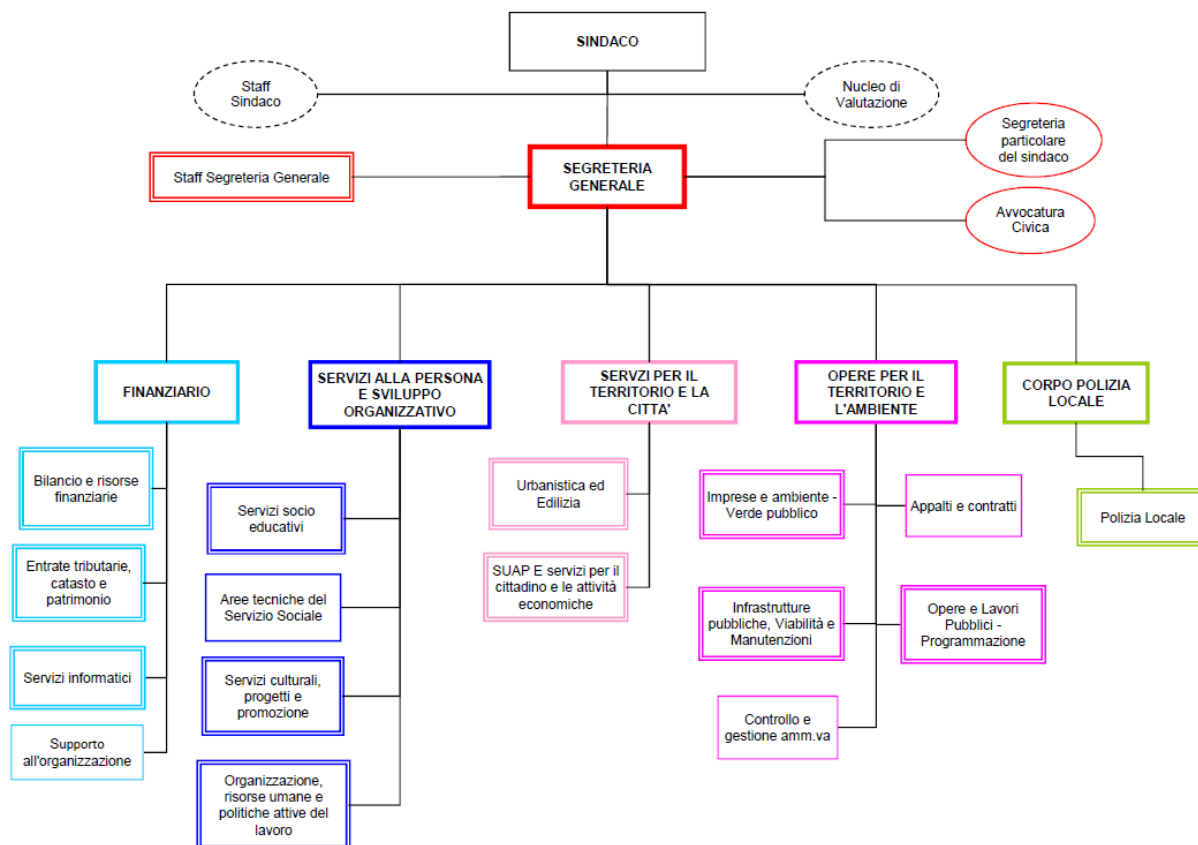 SINDACO
Staff
Sindaco
Nucleo di
Valutazione
Segreteria
particolare
del sindaco
Staff Segreteria Generale
SEGRETERIA
GENERALE
Avvocatura
Civica
FINANZIARIO
SERVIZI ALLA PERSONA
E SVILUPPO
ORGANIZZATIVO
SERVZI PER IL
TERRITORIO E LA
CITTA'
OPERE PER IL
TERRITORIO E
L'AMBIENTE
CORPO POLIZIA
LOCALE
Bilancio e risorse
finanziarie
Entrate tributarie,
catasto e
patrimonio
Servizi informatici
Supporto
all'organizzazione
Servizi socio
educativi
Aree tecniche del
Servizio Sociale
Servizi culturali,
progetti e
promozione
Organizzazione,
risorse umane e
politiche attive del
lavoro
Urbanistica ed
Edilizia
SUAP E servizi per il
cittadino e le attività
economiche
Imprese e ambiente -
Verde pubblico
Appalti e contratti
Infrastrutture
pubbliche, Viabilità e
Manutenzioni
Opere e Lavori
Pubblici -
Programmazione
Controllo e
gestione amm.va
Polizia Locale